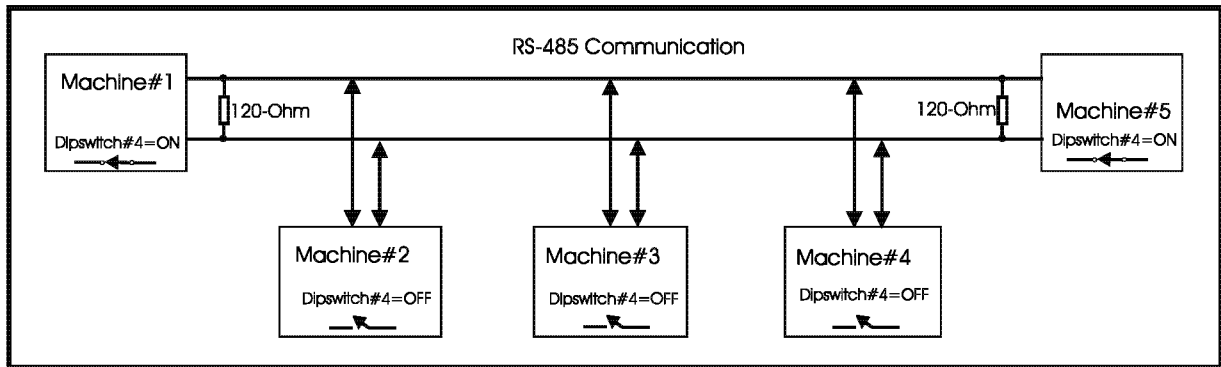 RS-485 Communication
Machine#1
120-Ohm
Dipswitch#4=ON
120-Ohm
Machine#5
Dipswitch#4=ON
Machine#2
Dipswitch#4=OFF
Machine#3
Dipswitch#4=OFF
Machine#4
Dipswitch#4=OFF